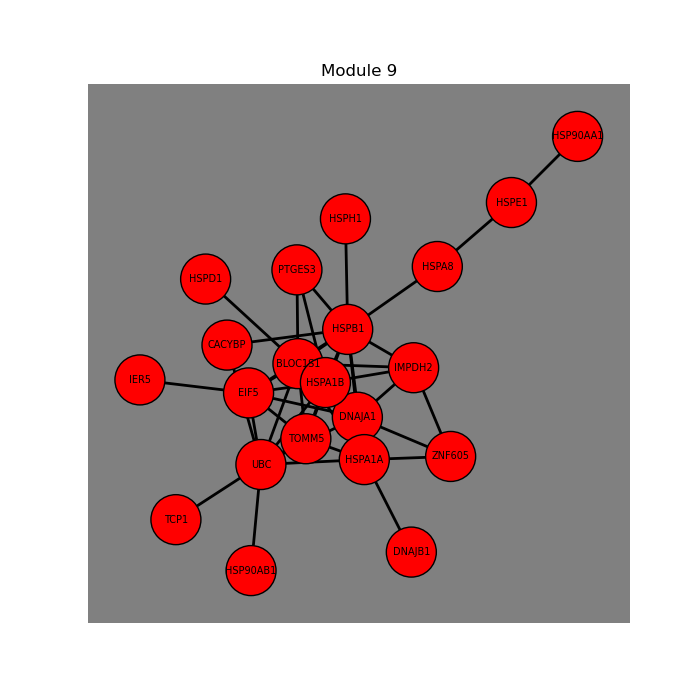 Module 9
HSP90AA1
HSPE1
HSPH1
HSPA8
PTGES3
HSPD1
HSPB1
CACYBP
BLOC1S1
IMPDH2
IER5
HSPA1B
EIF5
DNAJA1
TOMM5
ZNF605
HSPA1A
UBC
TCP1
DNAJB1
HSP90AB1